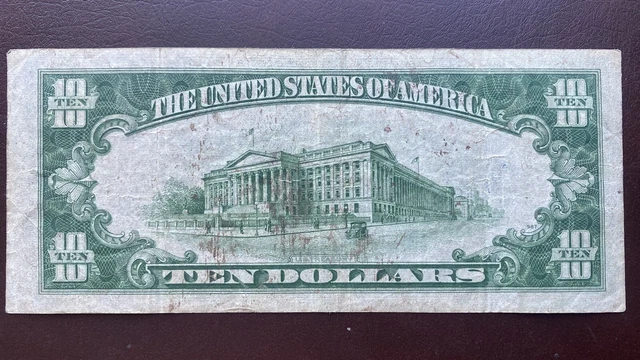 10 TEN 10 TEN
THE UNITED STATES OF AMERICA
10 TEN 10 TEN
TEN DOLLARS